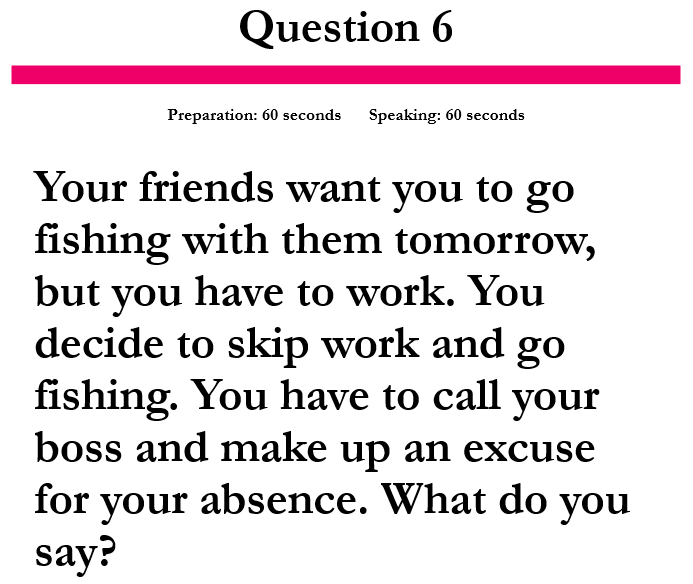 Question 6
Preparation: 60 seconds Speaking: 60 seconds
Your friends want you to go
fishing with them tomorrow,
but you have to work. You
decide to skip work and go
fishing. You have to call your
boss and make up an excuse
for your absence. What do you
say?